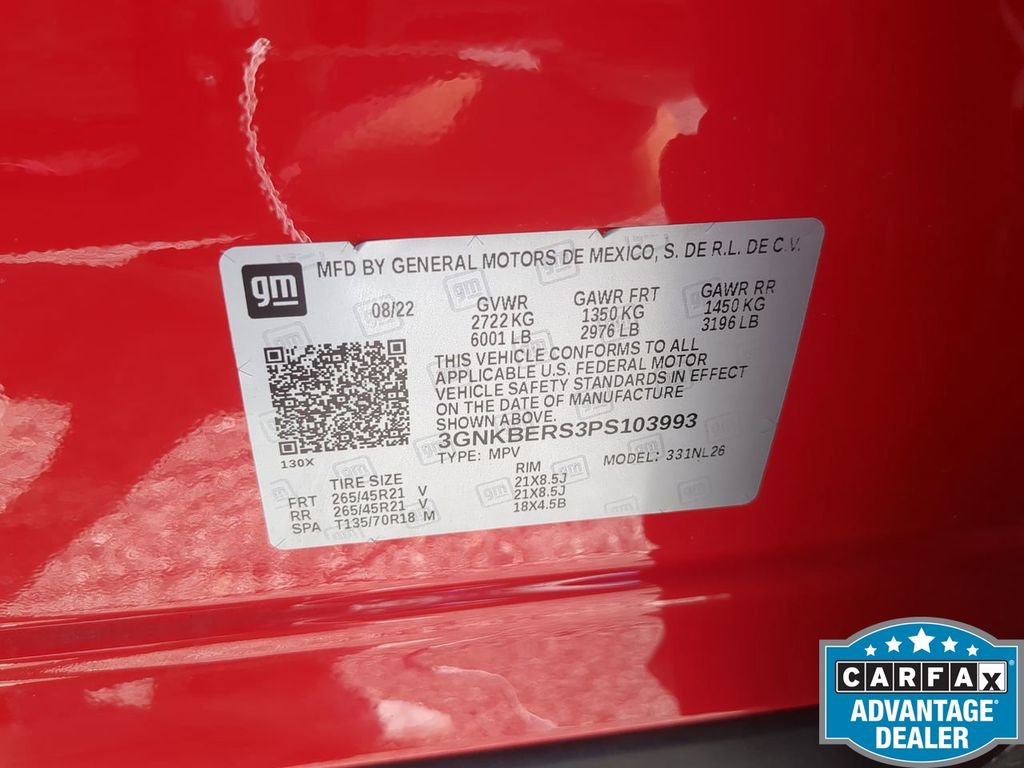 gm MFD BY GENERAL MOTORS DE MEXICO, S. DE R.L. DE C.V.
08/22 GVWR GAWR FRT GAWR RR
2722 KG 1350 KG 1450 KG
6001 LB 2976 LB 3196 LB
THIS VEHICLE CONFORMS TO ALL
APPLICABLE U.S. FEDERAL MOTOR
VEHICLE SAFETY STANDARDS IN EFFECT
ON THE DATE OF MANUFACTURE
SHOWN ABOVE.
3GNKBERS3PS103993
130X TYPE: MPV MODEL: 331NL26
TIRE SIZE RIM
FRT 265/45R21 V 21X8.5J
RR 265/45R21 V 21X8.5J
SPA T135/70R18 M 18X4.5B
CARFAX
ADVANTAGE
DEALER